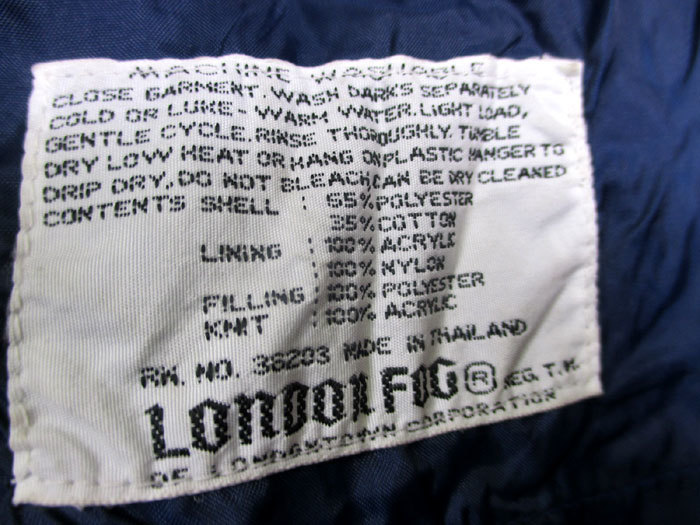 MACHINE WASHABLE
CLOSE GARMENT. WASH DARKS SEPARATELY
COLD OR LUKE - WARM WATER. LIGHT LOAD,
GENTLE CYCLE. RINSE THOROUGHLY. TUMBLE
DRY LOW HEAT OR HANG ON PLASTIC HANGER TO
DRIP DRY. DO NOT BLEACH. CAN BE DRY CLEANED
CONTENTS SHELL : 65% POLYESTER
35% COTTON
LINING : 100% ACRYLIC
: 100% NYLON
FILLING : 100% POLYESTER
KNIT : 100% ACRYLIC
RN. NO. 36203 MADE IN THAILAND
LONDON FOG ® REG. T.M.
OF LONDONTOWN CORPORATION